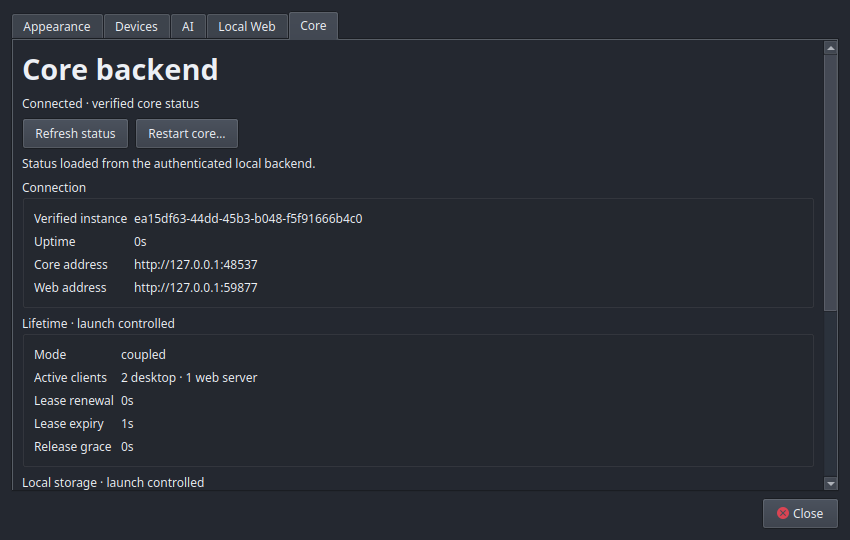 Appearance Devices AI Local Web Core
Core backend
Connected · verified core status
Refresh status Restart core...
Status loaded from the authenticated local backend.
Connection
Verified instance ea15df63-44dd-45b3-b048-f5f91666b4c0
Uptime 0s
Core address http://127.0.0.1:48537
Web address http://127.0.0.1:59877
Lifetime · launch controlled
Mode coupled
Active clients 2 desktop · 1 web server
Lease renewal 0s
Lease expiry 1s
Release grace 0s
Local storage · launch controlled
Close